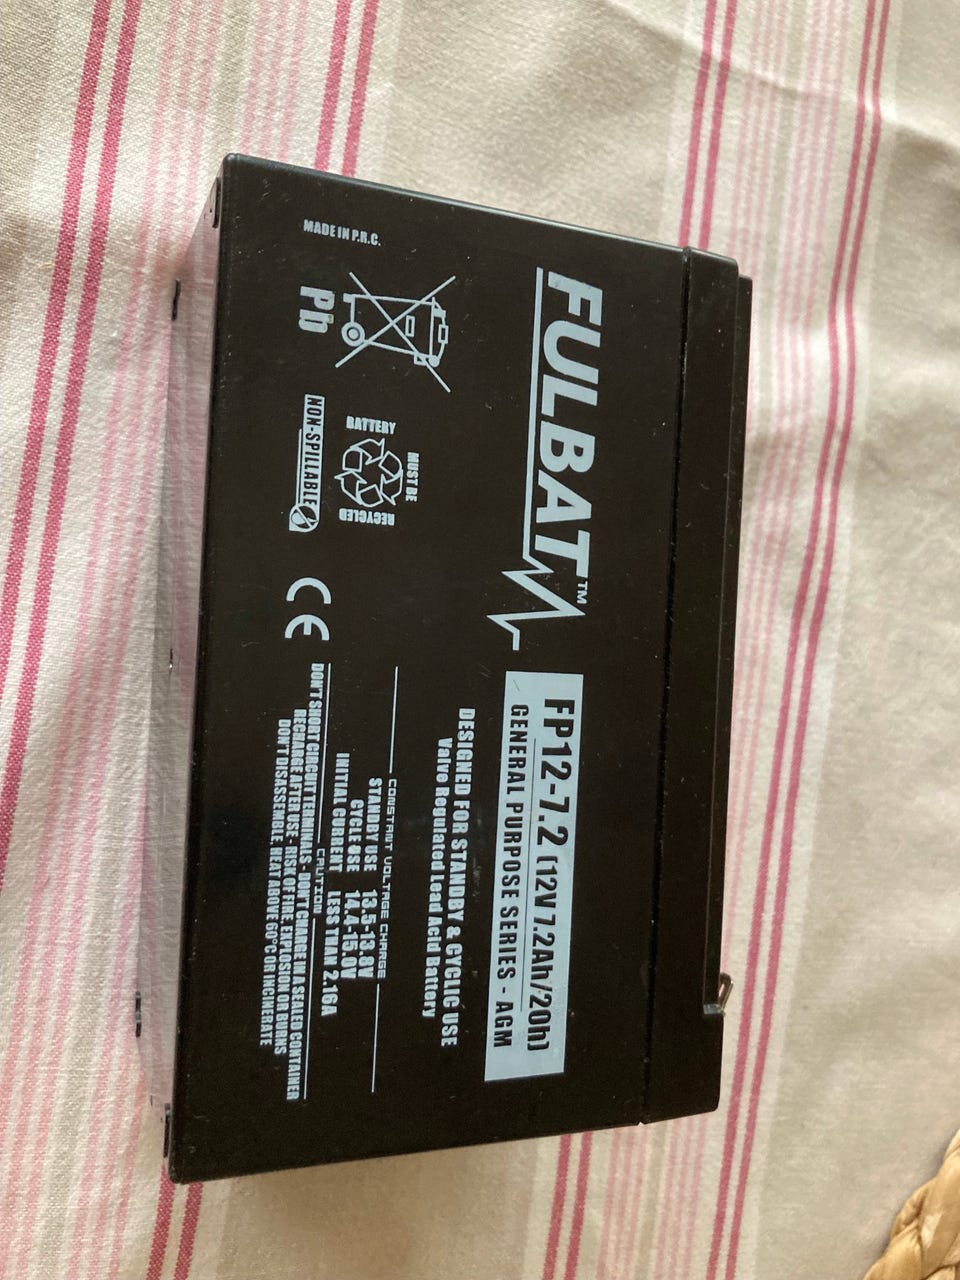 FULBAT™
FP12-7.2 (12V7.2Ah/20h)
GENERAL PURPOSE SERIES - AGM
DESIGNED FOR STANDBY & CYCLIC USE
Valve Regulated Lead Acid Battery
CONSTANT VOLTAGE CHARGE
STANDBY USE 13.5-13.8V
CYCLE USE 14.4-15.0V
INITIAL CURRENT LESS THAN 2.16A
CAUTION
DON'T SHORT CIRCUIT TERMINALS - DON'T CHARGE IN A SEALED CONTAINER
RECHARGE AFTER USE - RISK OF FIRE, EXPLOSION OR BURNS
DON'T DISASSEMBLE, HEAT ABOVE 60°C OR INCINERATE
MADE IN P.R.C.
Pb
BATTERY
MUST BE
RECYCLED
NON-SPILLABLE
CE